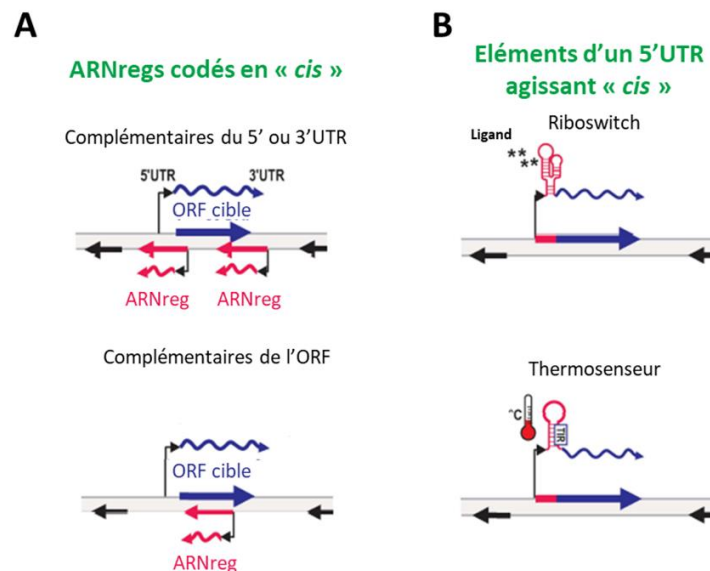 A
ARNregs codés en « cis »
Complémentaires du 5’ ou 3’UTR
5'UTR
3'UTR
ORF cible
ARNreg
ARNreg
Complémentaires de l’ORF
ORF cible
ARNreg
B
Eléments d’un 5’UTR
agissant « cis »
Riboswitch
Ligand
**
**
Thermosenseur
°C
TIR